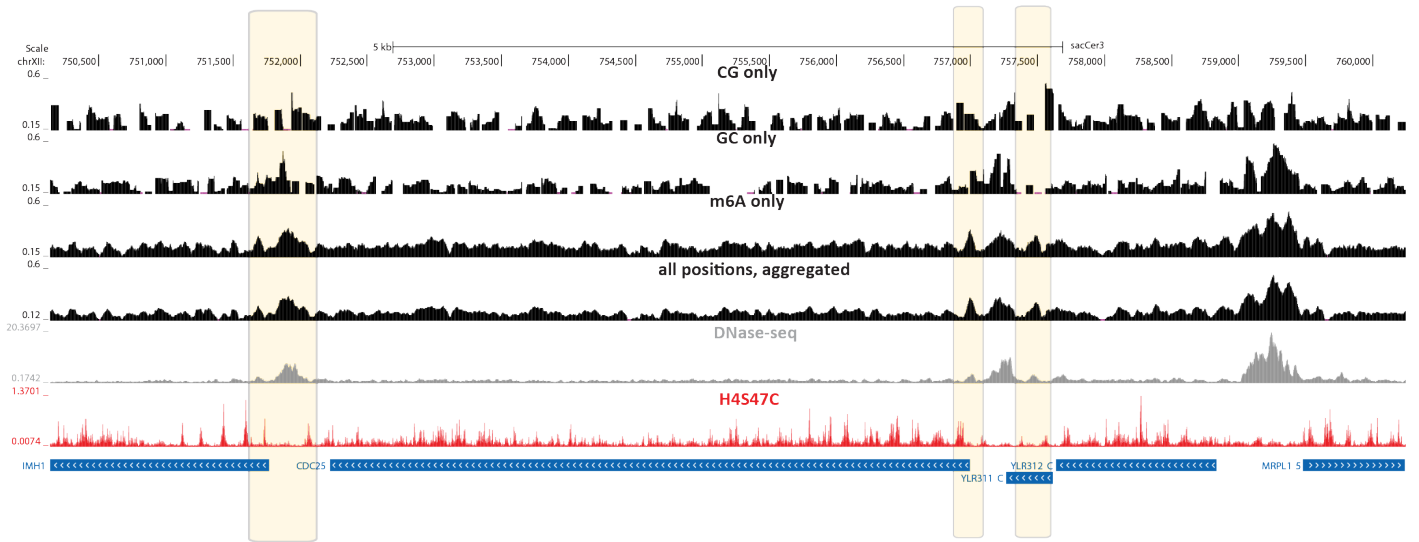 5 kb sacCer3
Scale
chrXII: 750,500 751,000 751,500 752,000 752,500 753,000 753,500 754,000 754,500 755,000 755,500 756,000 756,500 757,000 757,500 758,000 758,500 759,000 759,500 760,000
CG only
0.6 _
0.15 _
GC only
0.6 _
0.15 _
m6A only
0.6 _
0.15 _
all positions, aggregated
0.6 _
0.12 _
DNase-seq
20.3697 _
0.1742 _
H4S47C
1.3701 _
0.0074 _
IMH1 CDC25 YLR312 C MRPL1 5
YLR311 C